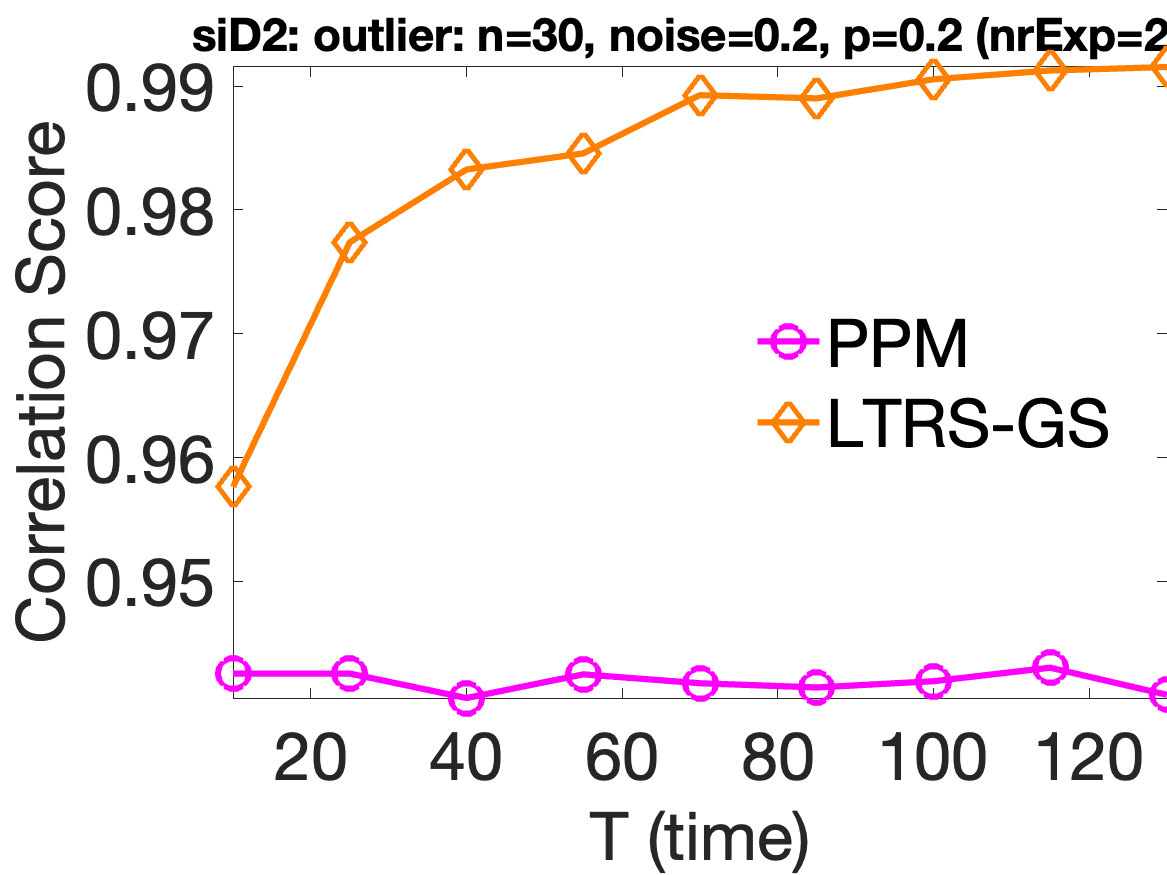 siD2: outlier: n=30, noise=0.2, p=0.2 (nrExp=2
0.99
0.98
0.97
0.96
0.95
Correlation Score
PPM
LTRS-GS
20 40 60 80 100 120
T (time)